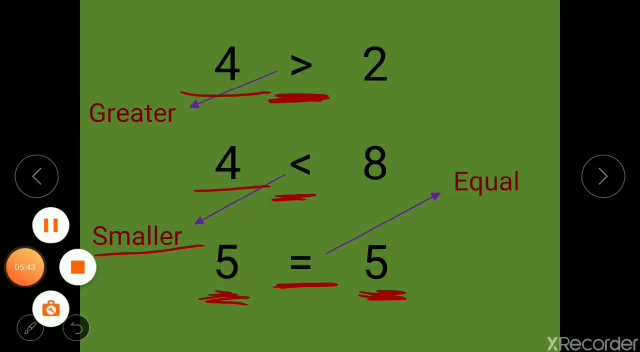 4 > 2
Greater
4 < 8
Equal
Smaller
5 = 5
05:43
XRecorder